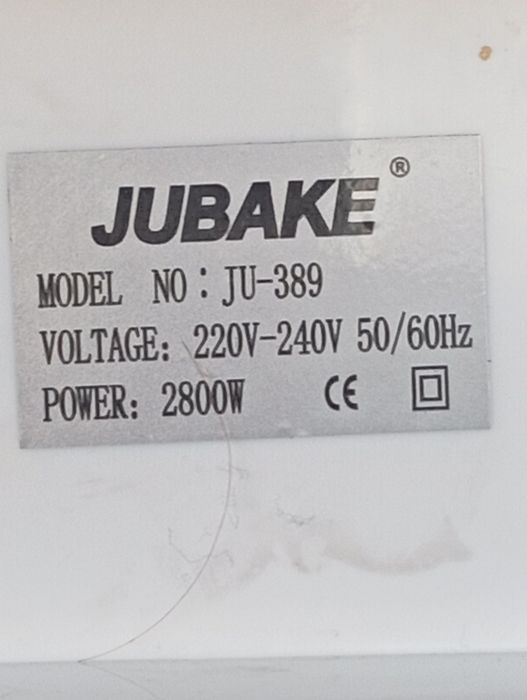 JUBAKE®
MODEL NO: JU-389
VOLTAGE: 220V-240V 50/60Hz
POWER: 2800W CE